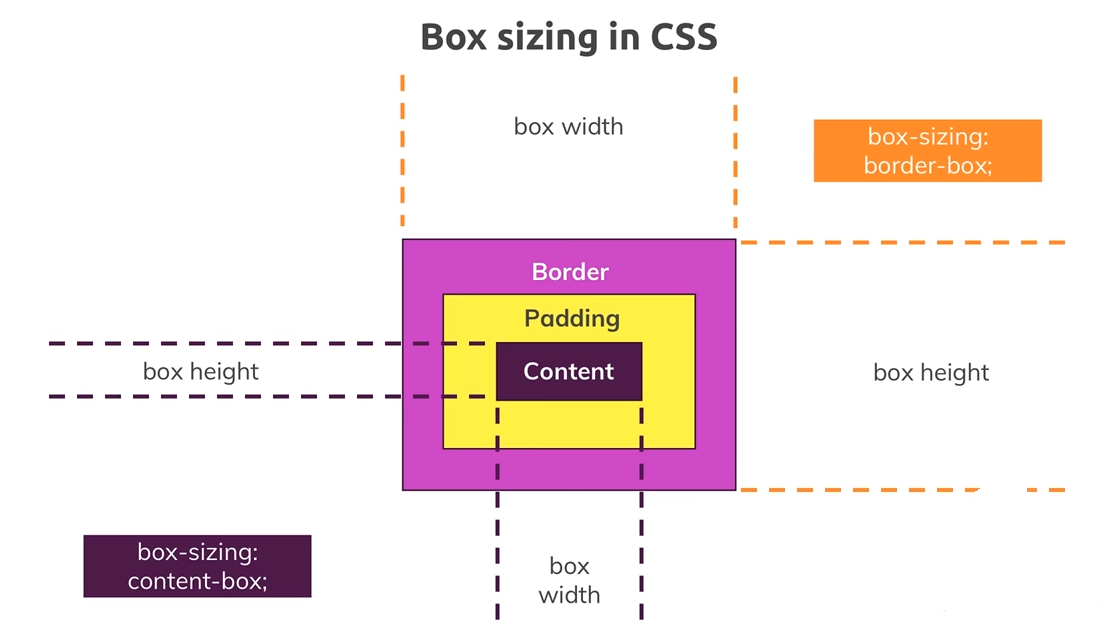 Box sizing in CSS
box width
box-sizing:
border-box;
Border
Padding
Content
box height
box height
box-sizing:
content-box;
box
width